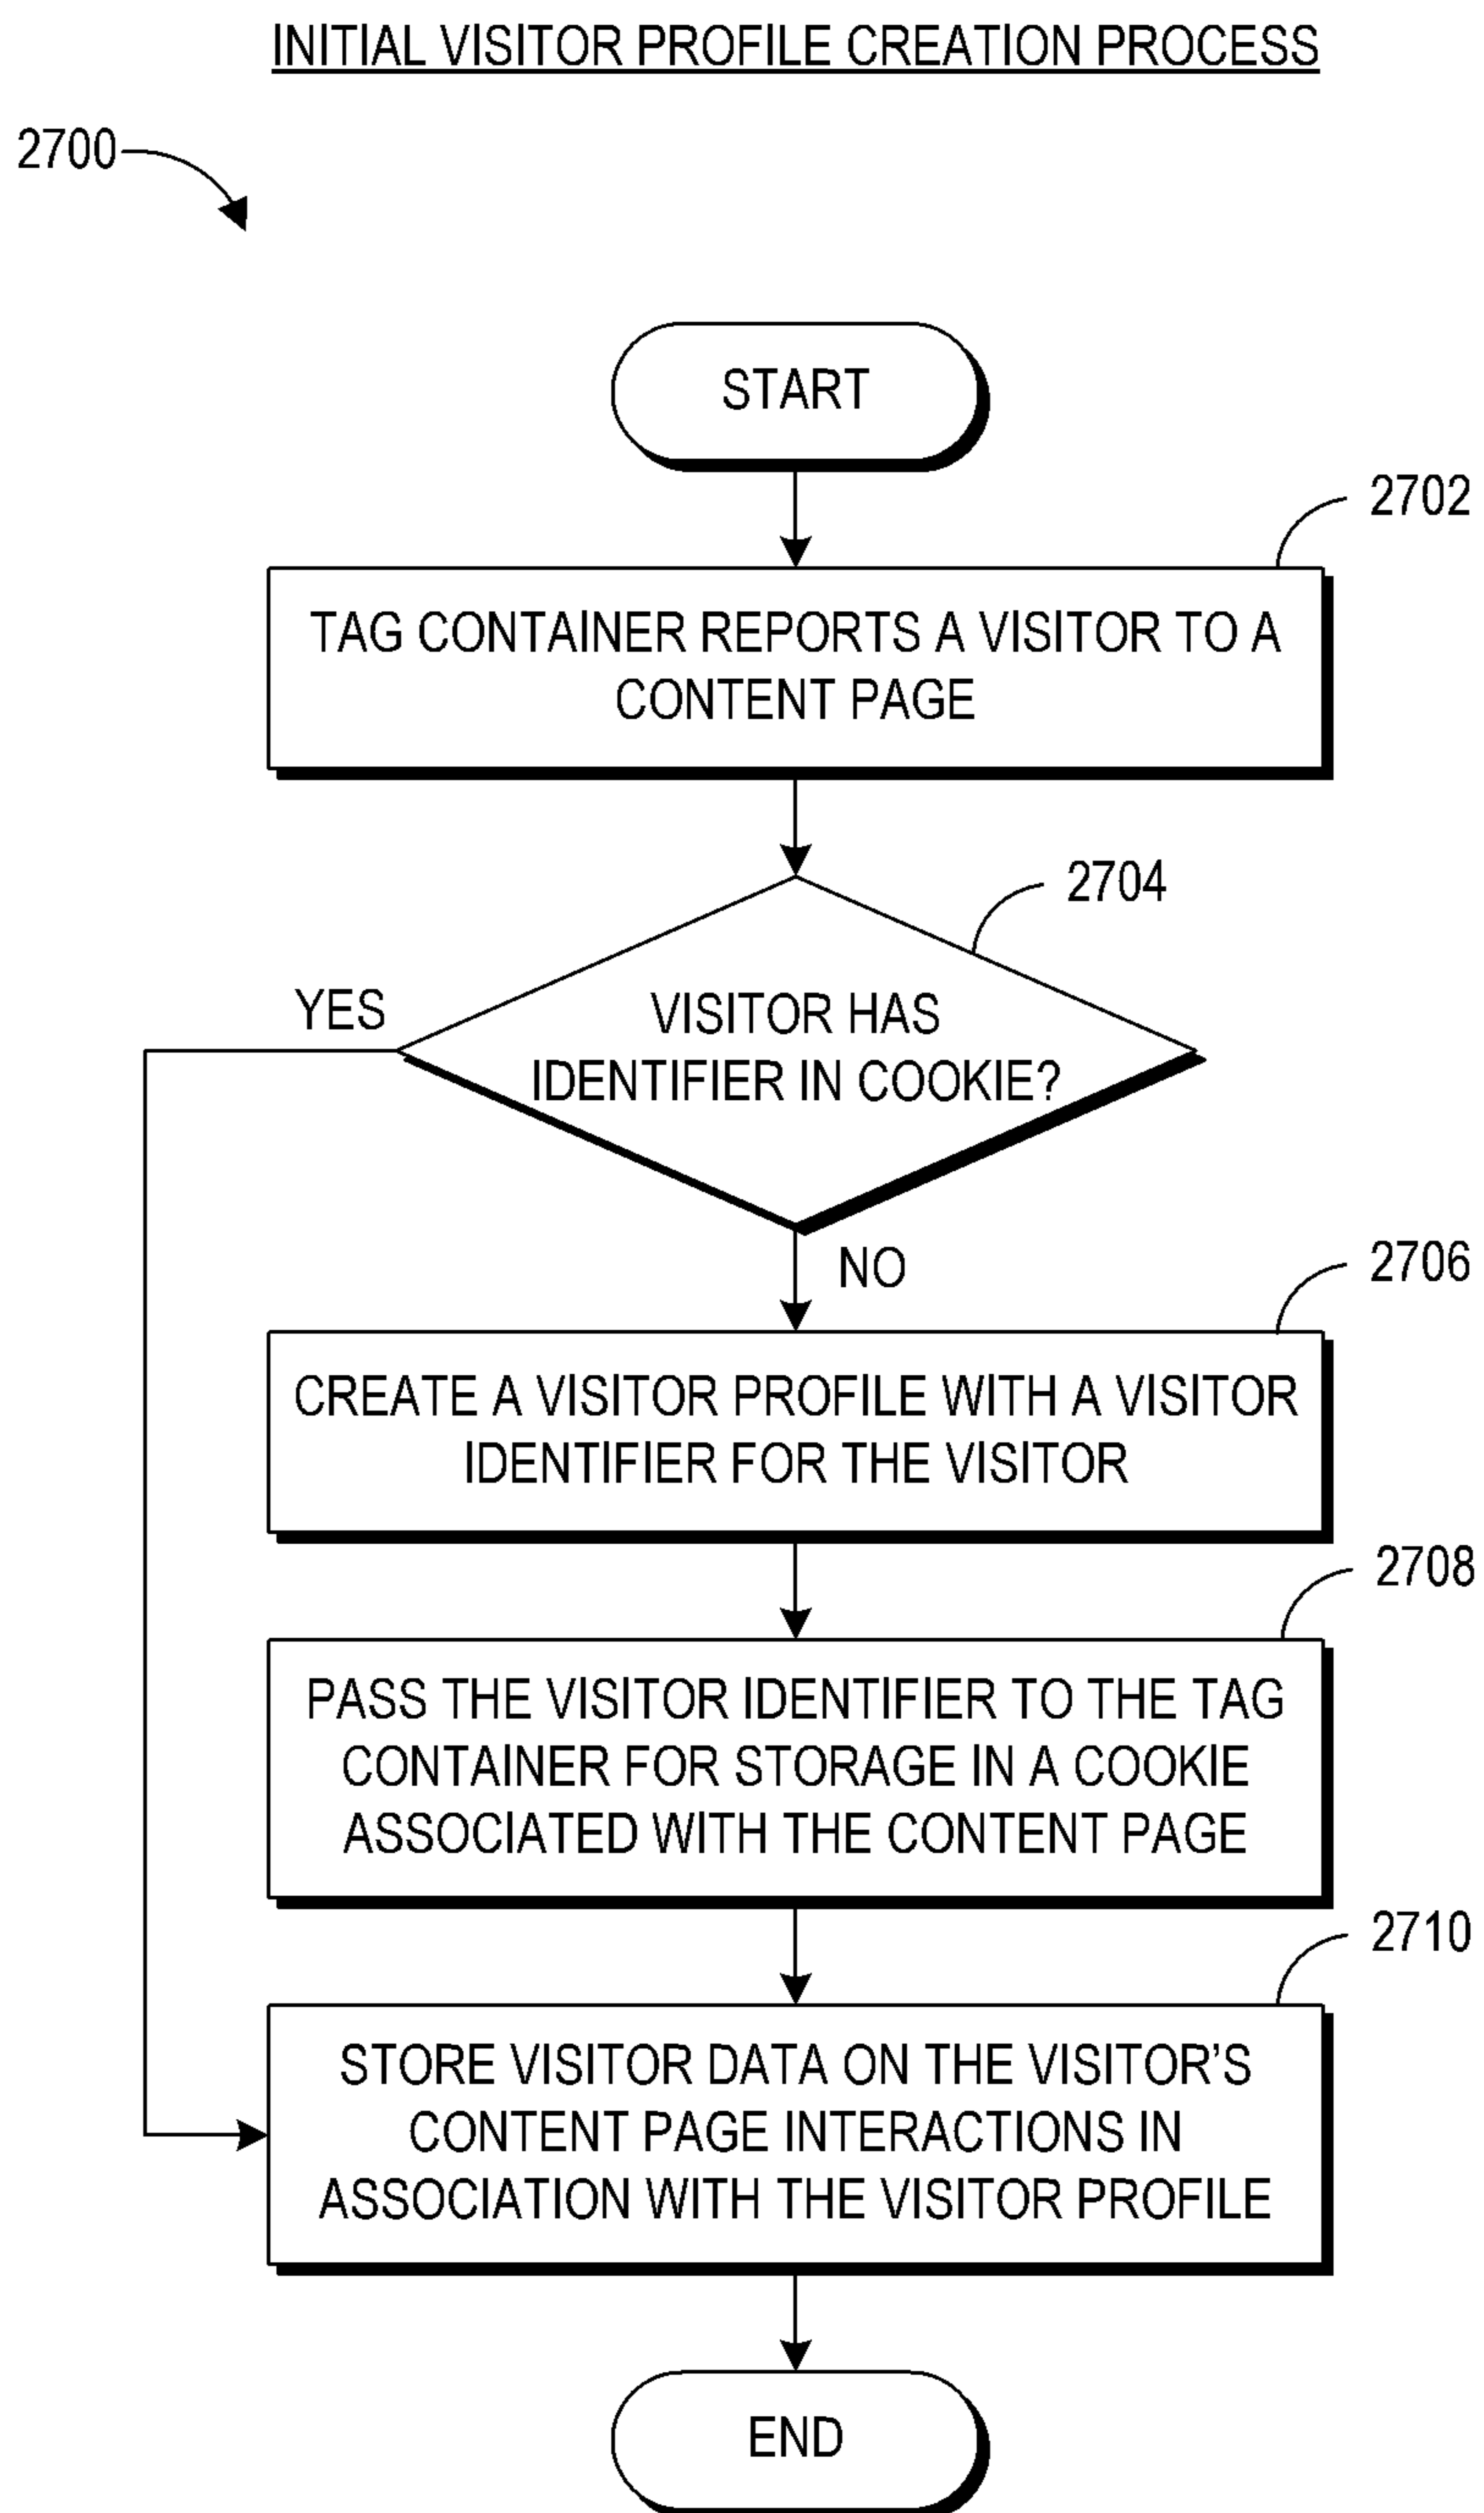 INITIAL VISITOR PROFILE CREATION PROCESS
2700
START
2702
TAG CONTAINER REPORTS A VISITOR TO A
CONTENT PAGE
2704
YES
VISITOR HAS
IDENTIFIER IN COOKIE?
NO
2706
CREATE A VISITOR PROFILE WITH A VISITOR
IDENTIFIER FOR THE VISITOR
2708
PASS THE VISITOR IDENTIFIER TO THE TAG
CONTAINER FOR STORAGE IN A COOKIE
ASSOCIATED WITH THE CONTENT PAGE
2710
STORE VISITOR DATA ON THE VISITOR’S
CONTENT PAGE INTERACTIONS IN
ASSOCIATION WITH THE VISITOR PROFILE
END